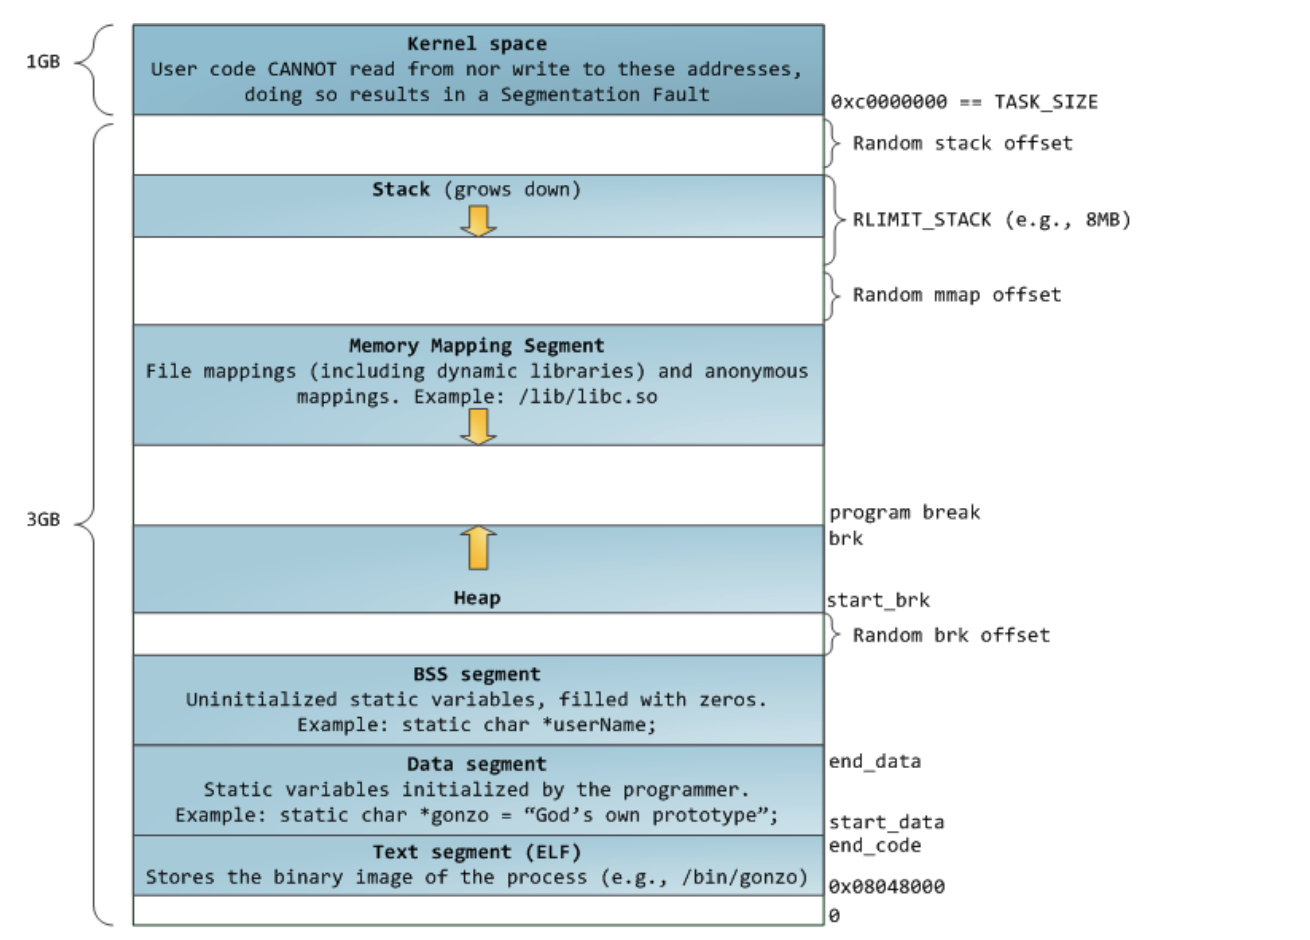 1GB
Kernel space
User code CANNOT read from nor write to these addresses,
doing so results in a Segmentation Fault
0xc0000000 == TASK_SIZE
Random stack offset
Stack (grows down)
RLIMIT_STACK (e.g., 8MB)
Random mmap offset
Memory Mapping Segment
File mappings (including dynamic libraries) and anonymous
mappings. Example: /lib/libc.so
3GB
program break
brk
Heap
start_brk
Random brk offset
BSS segment
Uninitialized static variables, filled with zeros.
Example: static char *userName;
Data segment
Static variables initialized by the programmer.
Example: static char *gonzo = “God’s own prototype”;
end_data
start_data
end_code
Text segment (ELF)
Stores the binary image of the process (e.g., /bin/gonzo)
0x08048000
0